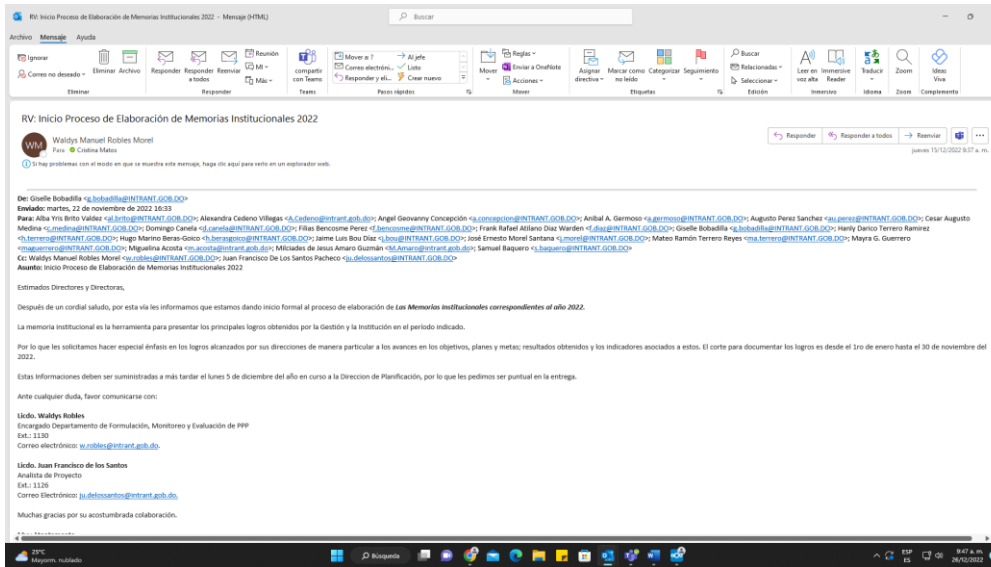 RV: Inicio Proceso de Elaboración de Memorias Institucionales 2022 - Mensaje (HTML)
Buscar
Archivo Mensaje Ayuda
Ignorar
Correo no deseado
Eliminar Archivo
Responder Responder a todos Reenviar
Reunión
MI
Más
compartir con Teams
Mover a: ?
Correo electróni...
Responder y eli...
Al jefe
Listo
Crear nuevo
Mover
Reglas
Enviar a OneNote
Acciones
Asignar directiva
Marcar como no leído
Categorizar Seguimiento
Buscar
Relacionadas
Seleccionar
Leer en voz alta
Immersive Reader
Traducir
Zoom
Ideas Viva
Eliminar Responder Teams Pasos rápidos Mover Etiquetas Edición Inmersivo Idioma Zoom Complemento
RV: Inicio Proceso de Elaboración de Memorias Institucionales 2022
WM
Waldys Manuel Robles Morel
Para Cristina Matos
Responder Responder a todos Reenviar
jueves 15/12/2022 9:37 a. m.
Si hay problemas con el modo en que se muestra este mensaje, haga clic aquí para verlo en un explorador web.
De: Giselle Bobadilla <g.bobadilla@INTRANT.GOB.DO>
Enviado: martes, 22 de noviembre de 2022 16:33
Para: Alba Yris Brito Valdez <al.brito@INTRANT.GOB.DO>; Alexandra Cedeno Villegas <A.Cedeno@intrant.gob.do>; Angel Geovanny Concepción <a.concepcion@INTRANT.GOB.DO>; Anibal A. Germoso <a.germoso@INTRANT.GOB.DO>; Augusto Perez Sanchez <au.perez@INTRANT.GOB.DO>; Cesar Augusto
Medina <c.medina@INTRANT.GOB.DO>; Domingo Canela <d.canela@INTRANT.GOB.DO>; Filias Bencosme Perez <f.bencosme@INTRANT.GOB.DO>; Frank Rafael Atilano Diaz Warden <f.diaz@INTRANT.GOB.DO>; Giselle Bobadilla <g.bobadilla@INTRANT.GOB.DO>; Hanly Darico Terrero Ramirez
<h.terrero@INTRANT.GOB.DO>; Hugo Marino Beras-Goico <h.berasgoico@INTRANT.GOB.DO>; Jaime Luis Bou Díaz <j.bou@INTRANT.GOB.DO>; José Ernesto Morel Santana <j.morel@INTRANT.GOB.DO>; Mateo Ramón Terrero Reyes <ma.terrero@INTRANT.GOB.DO>; Mayra G. Guerrero
<maguerrero@INTRANT.GOB.DO>; Miguelina Acosta <m.acosta@intrant.gob.do>; Milciades de Jesus Amaro Guzmán <M.Amaro@intrant.gob.do>; Samuel Baquero <s.baquero@INTRANT.GOB.DO>
Cc: Waldys Manuel Robles Morel <w.robles@INTRANT.GOB.DO>; Juan Francisco De Los Santos Pacheco <ju.delossantos@INTRANT.GOB.DO>
Asunto: Inicio Proceso de Elaboración de Memorias Institucionales 2022
Estimados Directores y Directoras,
Después de un cordial saludo, por esta vía les informamos que estamos dando inicio formal al proceso de elaboración de Las Memorias Institucionales correspondientes al año 2022.
La memoria institucional es la herramienta para presentar los principales logros obtenidos por la Gestión y la Institución en el período indicado.
Por lo que les solicitamos hacer especial énfasis en los logros alcanzados por sus direcciones de manera particular a los avances en los objetivos, planes y metas; resultados obtenidos y los indicadores asociados a estos. El corte para documentar los logros es desde el 1ro de enero hasta el 30 de noviembre del
2022.
Estas Informaciones deben ser suministradas a más tardar el lunes 5 de diciembre del año en curso a la Direccion de Planificación, por lo que les pedimos ser puntual en la entrega.
Ante cualquier duda, favor comunicarse con:
Licdo. Waldys Robles
Encargado Departamento de Formulación, Monitoreo y Evaluación de PPP
Ext.: 1130
Correo electrónico: w.robles@intrant.gob.do.
Licdo. Juan Francisco de los Santos
Analista de Proyecto
Ext.: 1126
Correo Electrónico: ju.delossantos@intrant.gob.do.
Muchas gracias por su acostumbrada colaboración.
25°C
Mayorm. nublado
Búsqueda
ESP
ES
9:47 a. m.
26/12/2022